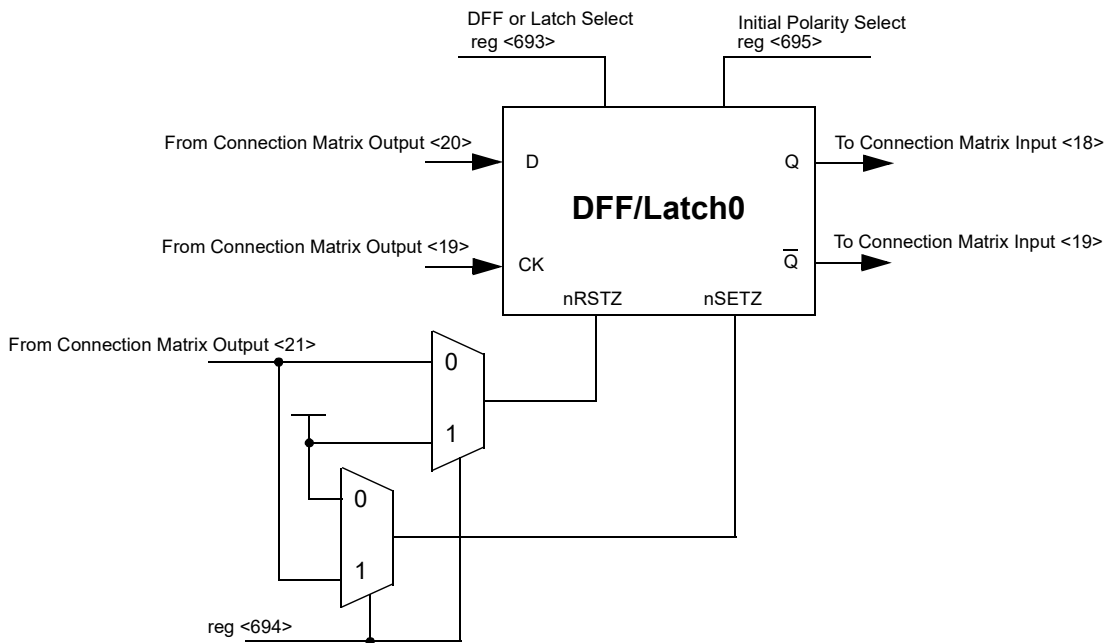 DFF or Latch Select
reg <693>
Initial Polarity Select
reg <695>
From Connection Matrix Output <20>
D
Q
To Connection Matrix Input <18>
DFF/Latch0
From Connection Matrix Output <19>
CK
Q̅
To Connection Matrix Input <19>
nRSTZ
nSETZ
From Connection Matrix Output <21>
0
1
0
1
reg <694>